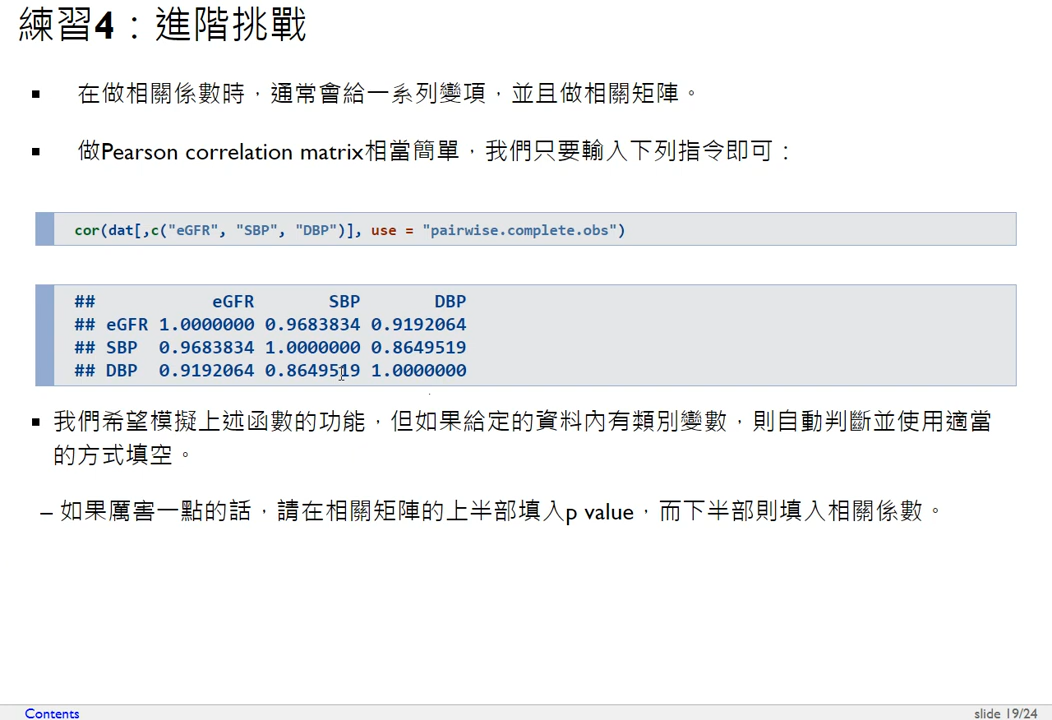 練習4：進階挑戰
▪ 在做相關係數時，通常會給一系列變項，並且做相關矩陣。
▪ 做Pearson correlation matrix相當簡單，我們只要輸入下列指令即可：
cor(dat[,c("eGFR", "SBP", "DBP")], use = "pairwise.complete.obs")
##           eGFR       SBP       DBP
## eGFR 1.0000000 0.9683834 0.9192064
## SBP  0.9683834 1.0000000 0.8649519
## DBP  0.9192064 0.8649519 1.0000000
▪ 我們希望模擬上述函數的功能，但如果給定的資料內有類別變數，則自動判斷並使用適當
的方式填空。
– 如果厲害一點的話，請在相關矩陣的上半部填入p value，而下半部則填入相關係數。
Contents
slide 19/24